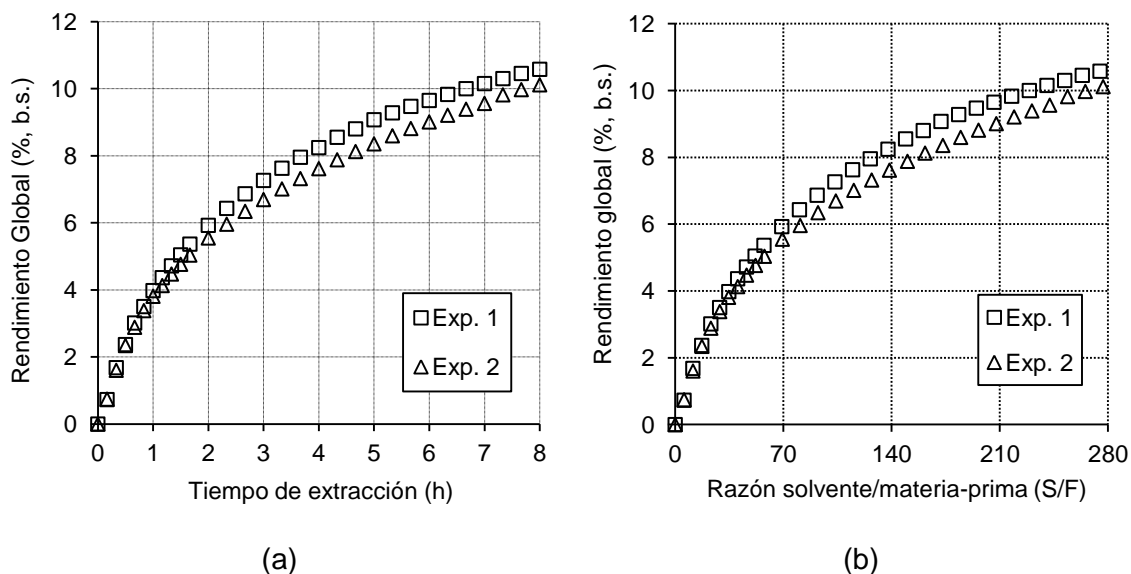 Rendimiento Global (%, b.s.)
12
10
8
6
4
2
0
0 1 2 3 4 5 6 7 8
Tiempo de extracción (h)
Exp. 1
Exp. 2
(a)
Rendimiento global (%, b.s.)
12
10
8
6
4
2
0
0 70 140 210 280
Razón solvente/materia-prima (S/F)
Exp. 1
Exp. 2
(b)